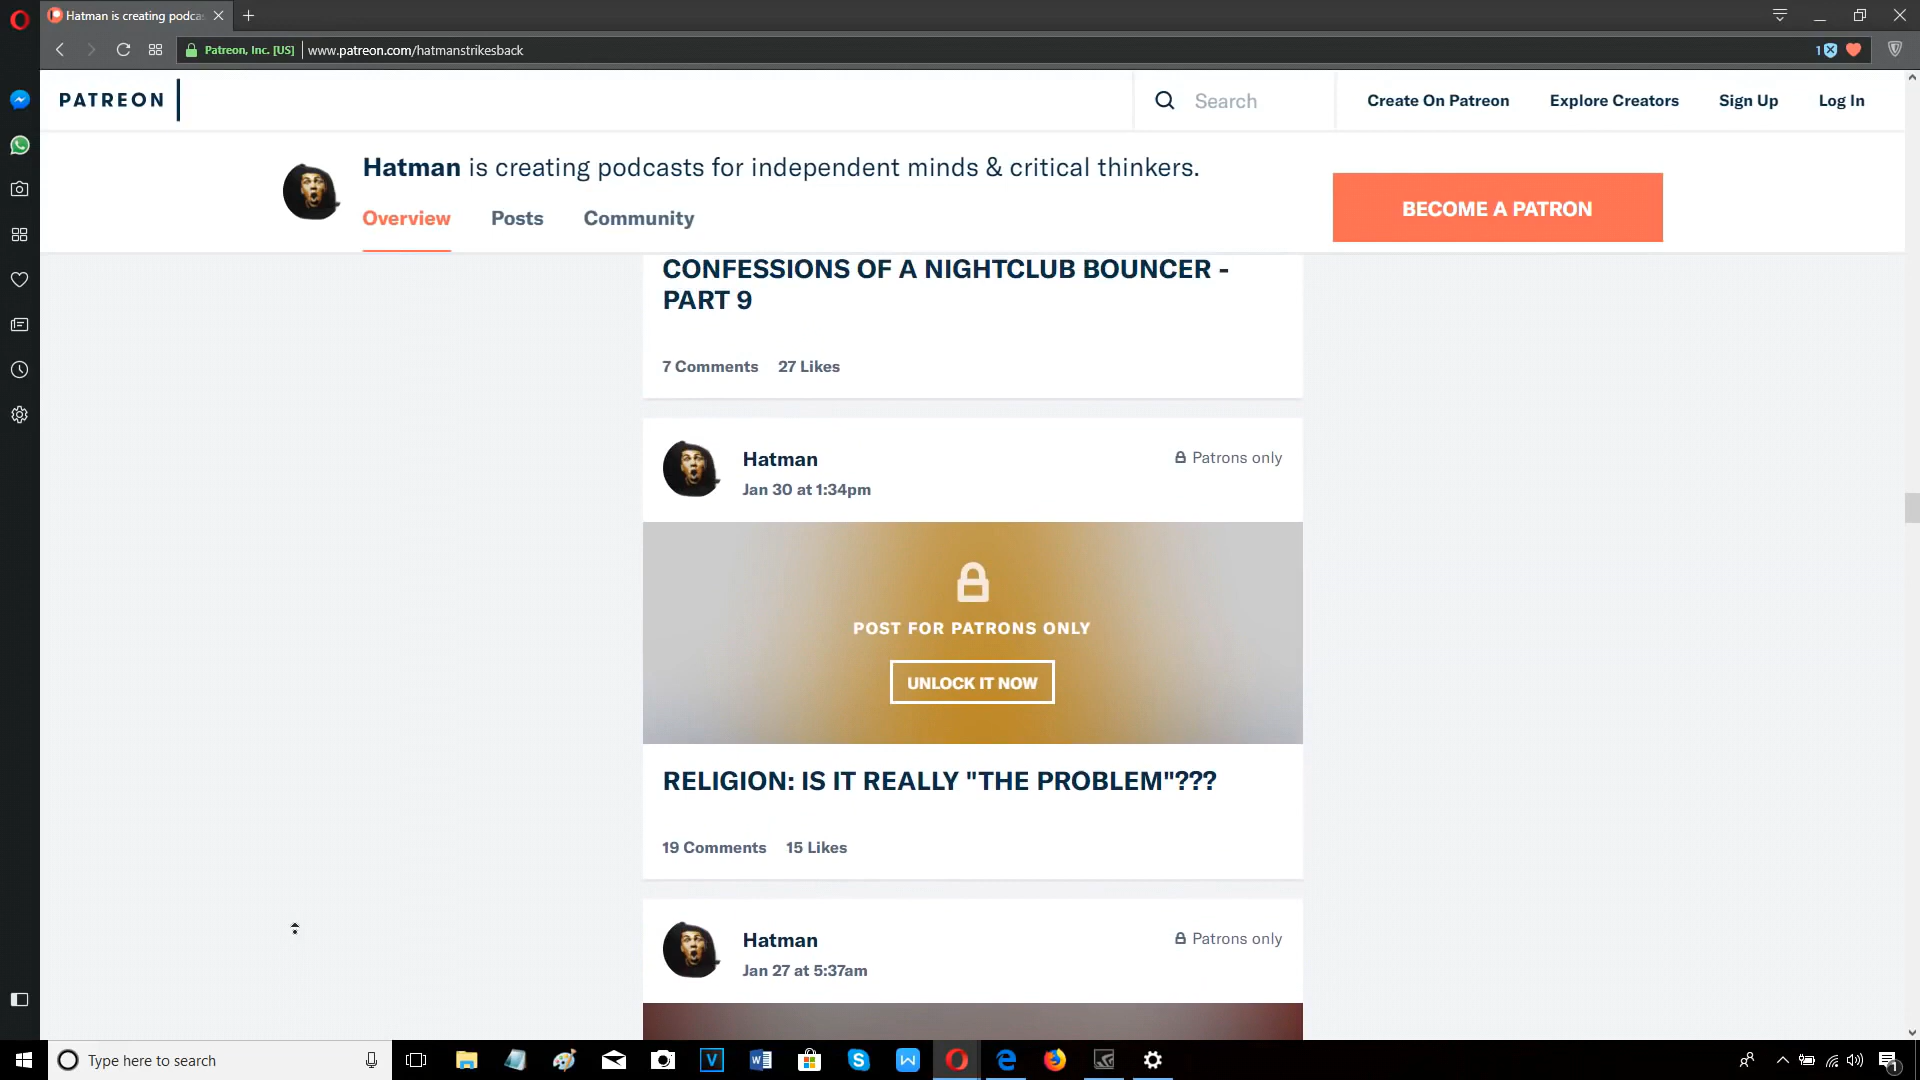 Hatman is creating podca
Patreon, Inc. [US] www.patreon.com/hatmanstrikesback
1
PATREON
Search
Create On Patreon
Explore Creators
Sign Up
Log In
Hatman is creating podcasts for independent minds & critical thinkers.
Overview
Posts
Community
BECOME A PATRON
CONFESSIONS OF A NIGHTCLUB BOUNCER -
PART 9
7 Comments 27 Likes
Hatman
Patrons only
Jan 30 at 1:34pm
POST FOR PATRONS ONLY
UNLOCK IT NOW
RELIGION: IS IT REALLY "THE PROBLEM"???
19 Comments 15 Likes
Hatman
Patrons only
Jan 27 at 5:37am
Type here to search
V
W
S
W
1